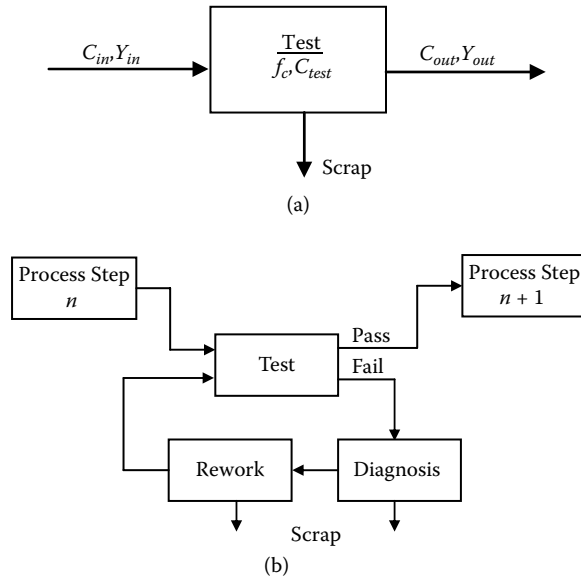 C_in,Y_in
Test
f_c,C_test
C_out,Y_out
Scrap
(a)
Process Step
n
Process Step
n + 1
Pass
Test
Fail
Rework
Diagnosis
Scrap
(b)